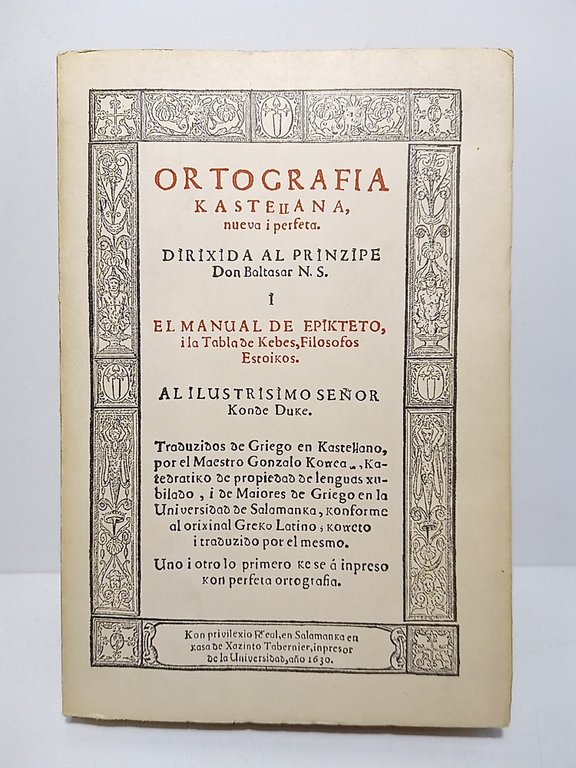 ORTOGRAFIA
KASTEɪɪANA,
nueva i perfeta.
DIRIXIDA AL PRINZIPE
Don Baltasar N. S.
I
EL MANUAL DE EPIKTETO,
i la Tabla de Kebes, Filosofos
Estoikos.
AL ILUSTRISIMO SEÑOR
Konde Duke.
Traduzidos de Griego en Kastellano,
por el Maestro Gonzalo Korrea_, Ka-
tedratiko de propiedad de lenguas xu-
bilado, i de Maiores de Griego en la
Universidad de Salamanka, konforme
al orixinal Greko Latino, korreto
i traduzido por el mesmo.
Uno i otro lo primero ke se á inpreso
kon perfeta ortografia.
Kon privilexio Real, en Salamanka en
kasa de Xazinto Tabernier, inpresor
de la Universidad, año 1630.